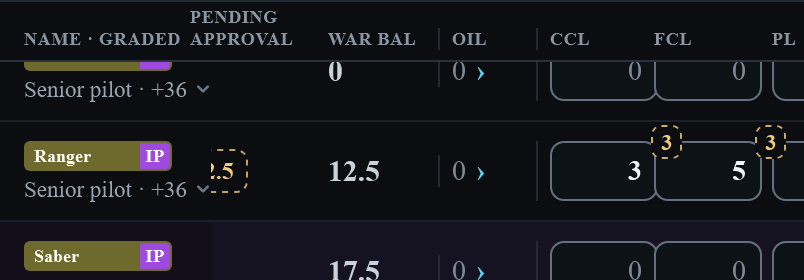 PENDING
NAME · GRADED APPROVAL WAR BAL OIL CCL FCL PL
0 0 › 0 0
Senior pilot · +36
3 3
Ranger IP .5 12.5 0 › 3 5
Senior pilot · +36
Saber IP 17.5 0 › 0 0